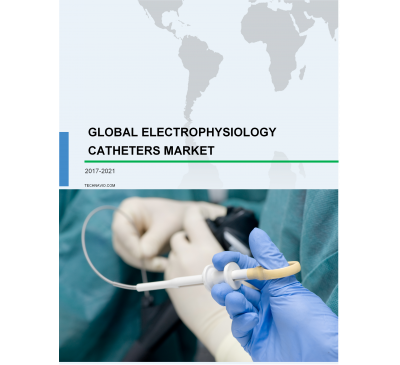 GLOBAL ELECTROPHYSIOLOGY
CATHETERS MARKET
2017-2021
TECHNAVIO.COM